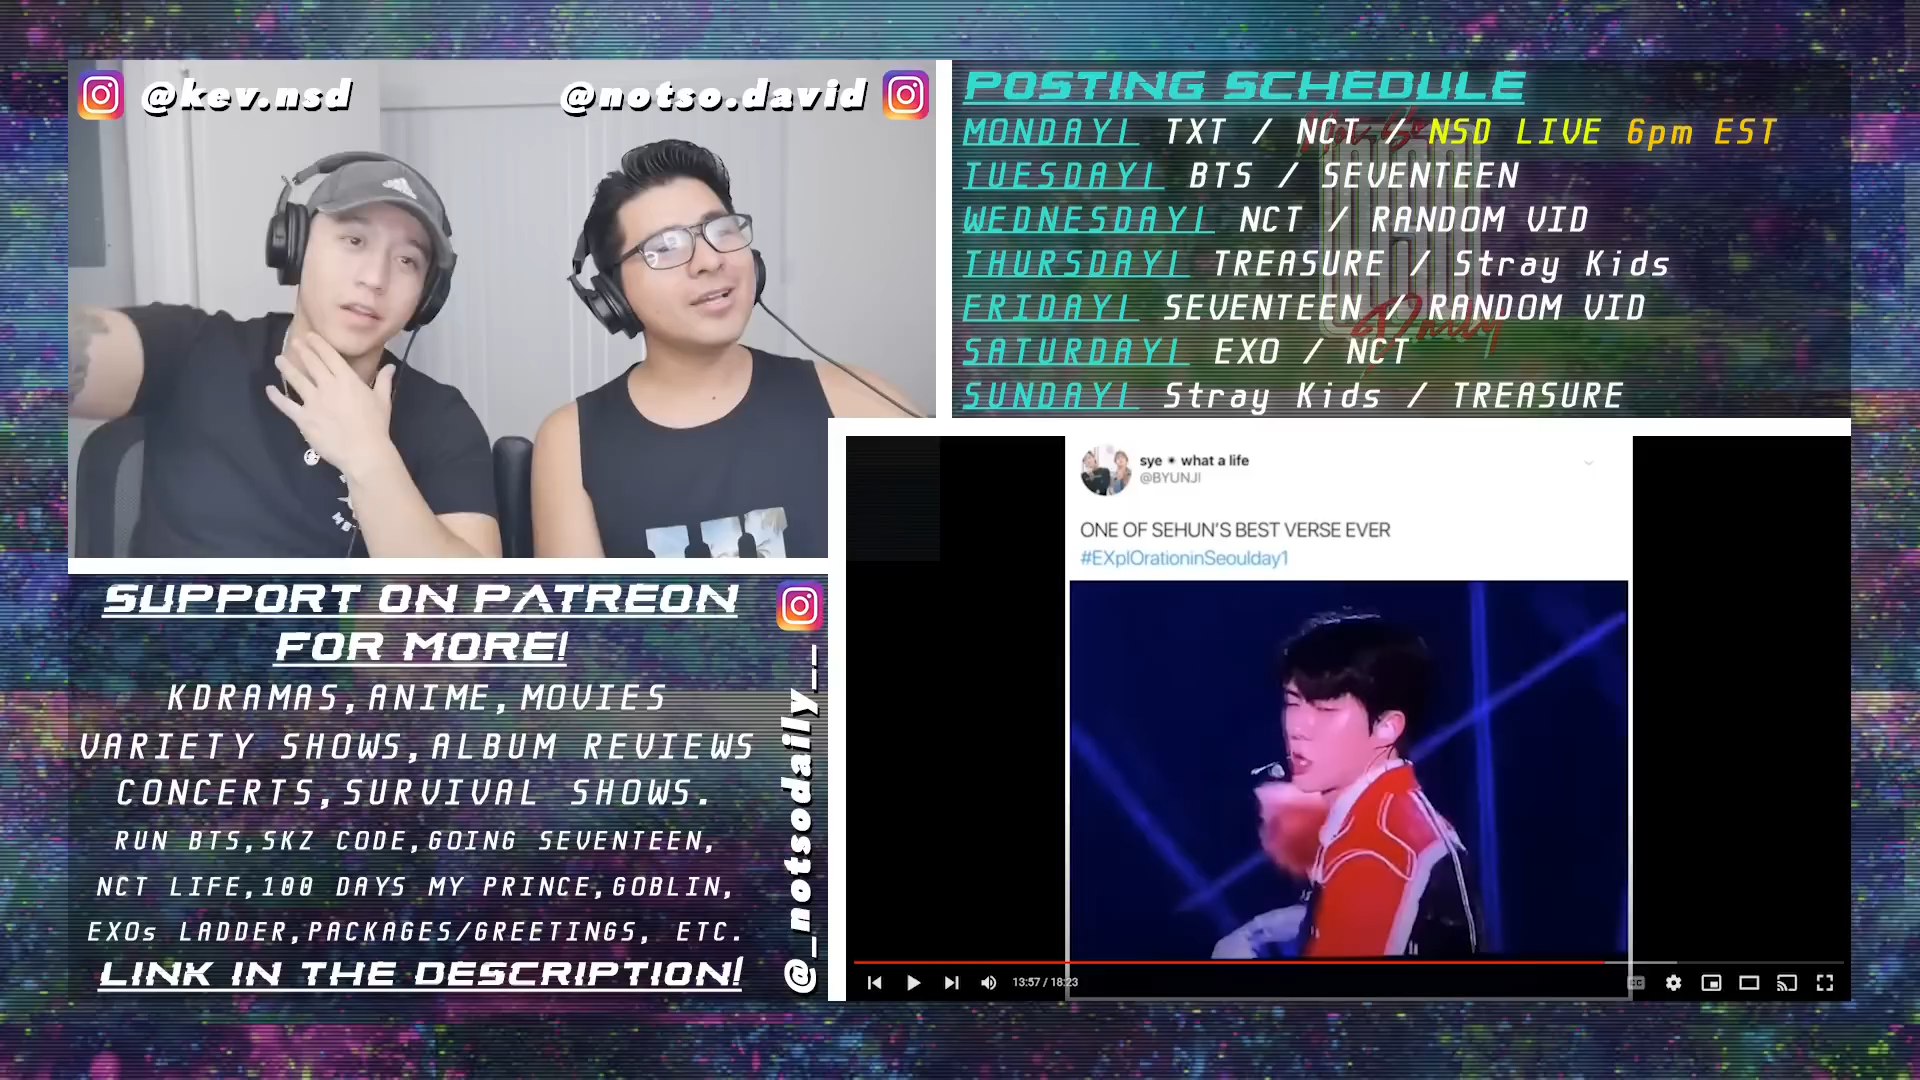 @kev.nsd
@notso.david
POSTING SCHEDULE
MONDAY| TXT / NCT / NSD LIVE 6pm EST
TUESDAY| BTS / SEVENTEEN
WEDNESDAY| NCT / RANDOM VID
THURSDAY| TREASURE / Stray Kids
FRIDAY| SEVENTEEN / RANDOM VID
SATURDAY| EXO / NCT
SUNDAY| Stray Kids / TREASURE
SUPPORT ON PATREON
FOR MORE!
KDRAMAS,ANIME,MOVIES
VARIETY SHOWS,ALBUM REVIEWS
CONCERTS,SURVIVAL SHOWS.
RUN BTS,SKZ CODE,GOING SEVENTEEN,
NCT LIFE,100 DAYS MY PRINCE,GOBLIN,
EXOs LADDER,PACKAGES/GREETINGS, ETC.
LINK IN THE DESCRIPTION!
@_notsodaily__
sye * what a life
@BYUNJI
ONE OF SEHUN'S BEST VERSE EVER
#EXplOrationinSeoulday1
13:57 / 18:23
CC